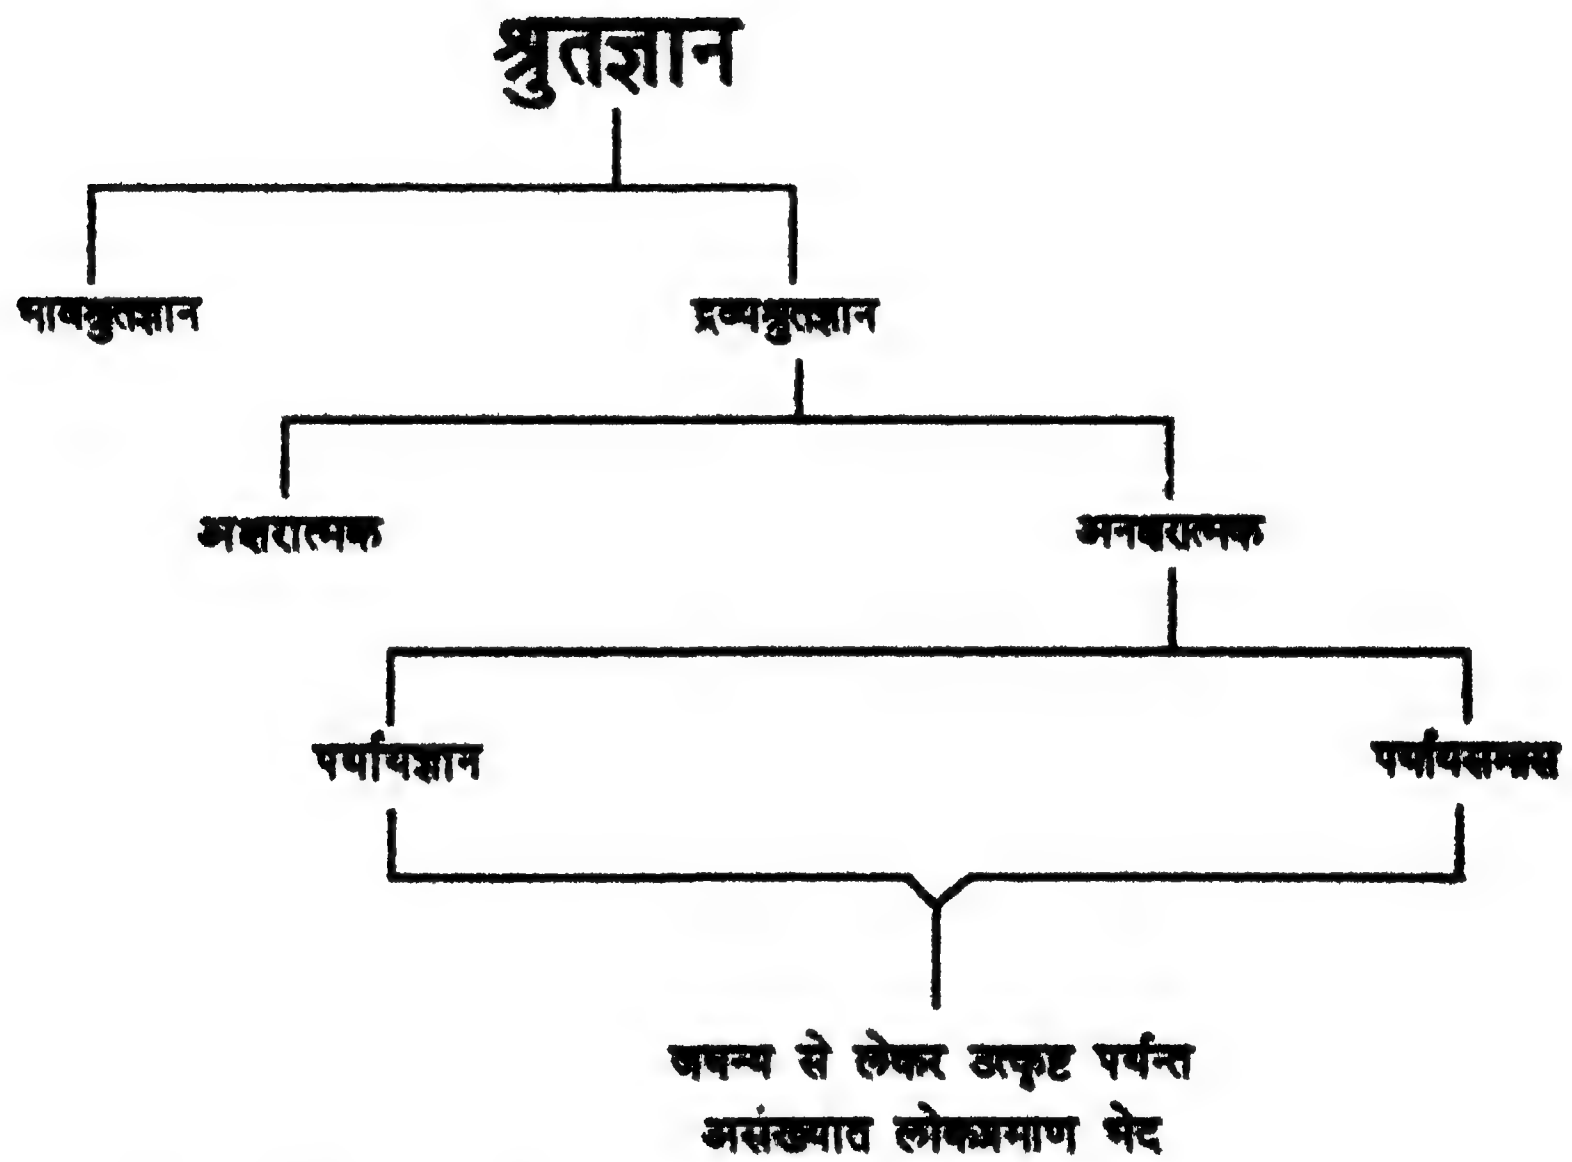 श्रुतज्ञान
भावश्रुतज्ञान
द्रव्यश्रुतज्ञान
अक्षरात्मक
अनक्षरात्मक
पर्यायज्ञान
पर्यायसमास
जघन्य से लेकर उत्कृष्ट पर्यन्त
असंख्यात लोकप्रमाण भेद